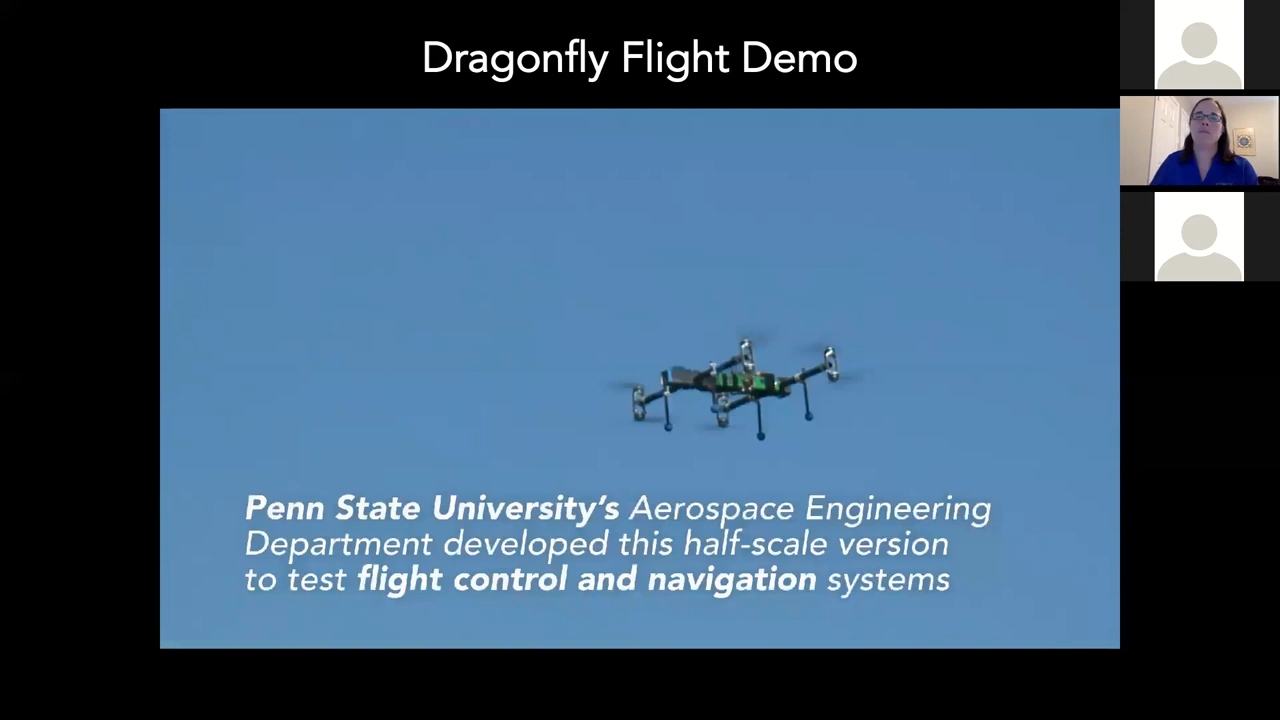 Dragonfly Flight Demo
Penn State University's Aerospace Engineering
Department developed this half-scale version
to test flight control and navigation systems